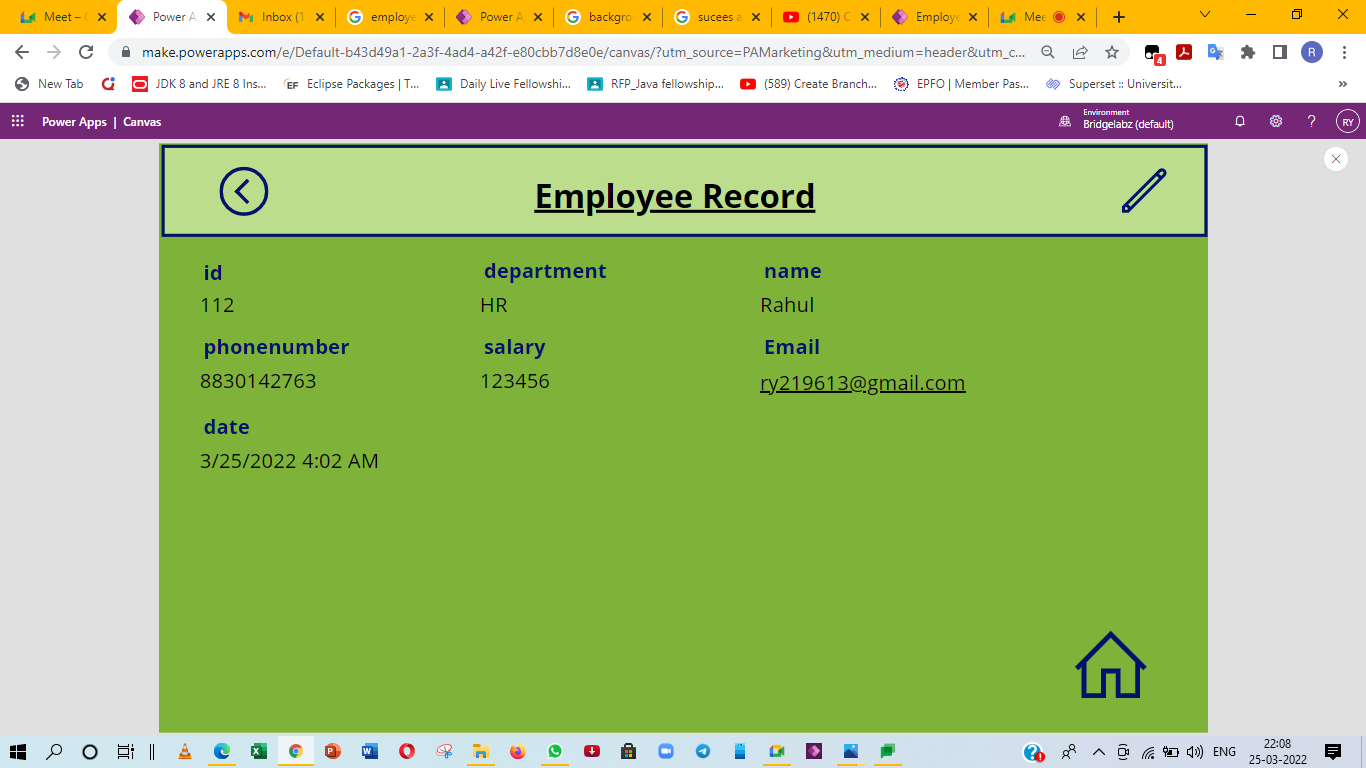 Meet – Power A Inbox (1 employe Power A backgro sucees a (1470) C Employe Mee
make.powerapps.com/e/Default-b43d49a1-2a3f-4ad4-a42f-e80cbb7d8e0e/canvas/?utm_source=PAMarketing&utm_medium=header&utm_c... 4 R
New Tab JDK 8 and JRE 8 Ins... EF Eclipse Packages | T... Daily Live Fellowshi... RFP_Java fellowship... (589) Create Branch... EPFO | Member Pas... Superset :: Universit... »
Environment
Power Apps | Canvas Bridgelabz (default) ? RY
Employee Record
id department name
112 HR Rahul
phonenumber salary Email
8830142763 123456 ry219613@gmail.com
date
3/25/2022 4:02 AM
22:08
ENG
25-03-2022